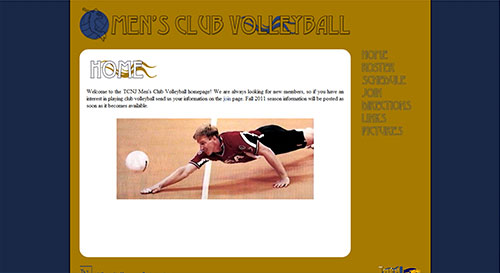 MEN'S CLUB VOLLEYBALL
HOME
Welcome to the TCNJ Men's Club Volleyball homepage! We are always looking for new members, so if you have an
interest in playing club volleyball send us your information on the join page. Fall 2011 season information will be posted as
soon as it becomes available.
HOME
ROSTER
SCHEDULE
JOIN
DIRECTIONS
LINKS
PICTURES